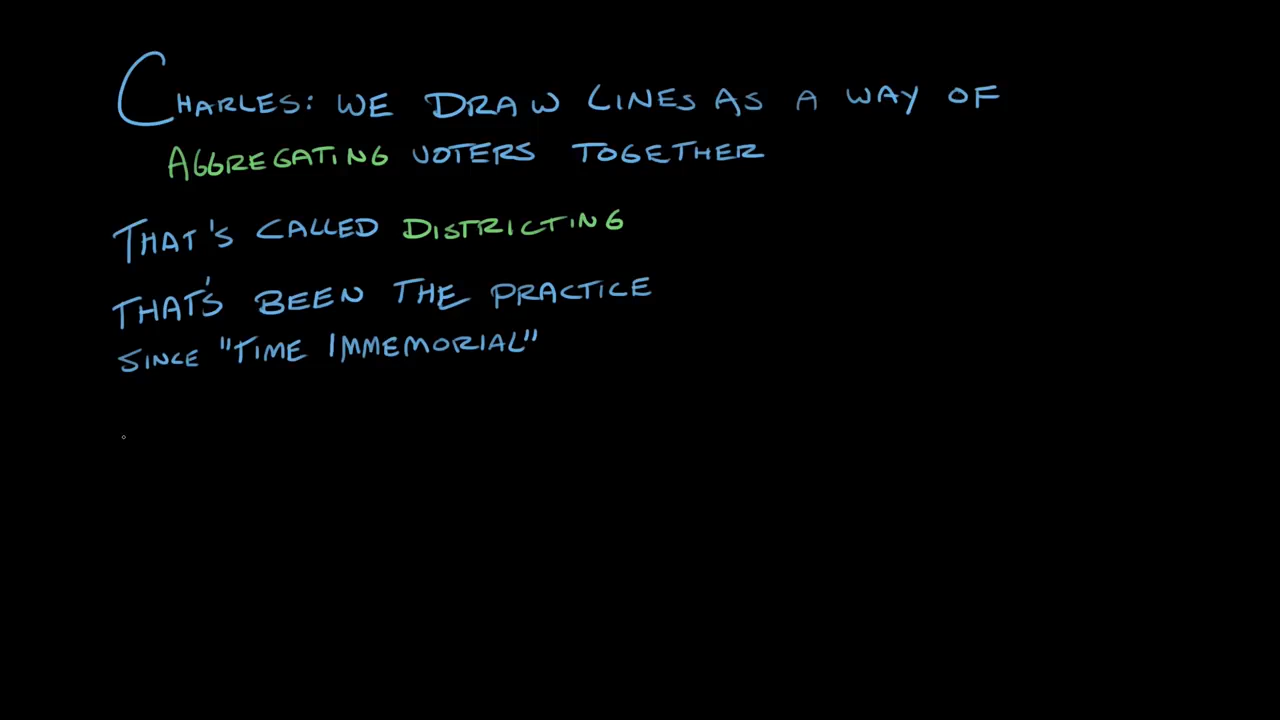 CHARLES: WE DRAW LINES AS A WAY OF
AGGREGATING VOTERS TOGETHER
THAT'S CALLED DISTRICTING
THAT'S BEEN THE PRACTICE
SINCE "TIME IMMEMORIAL"